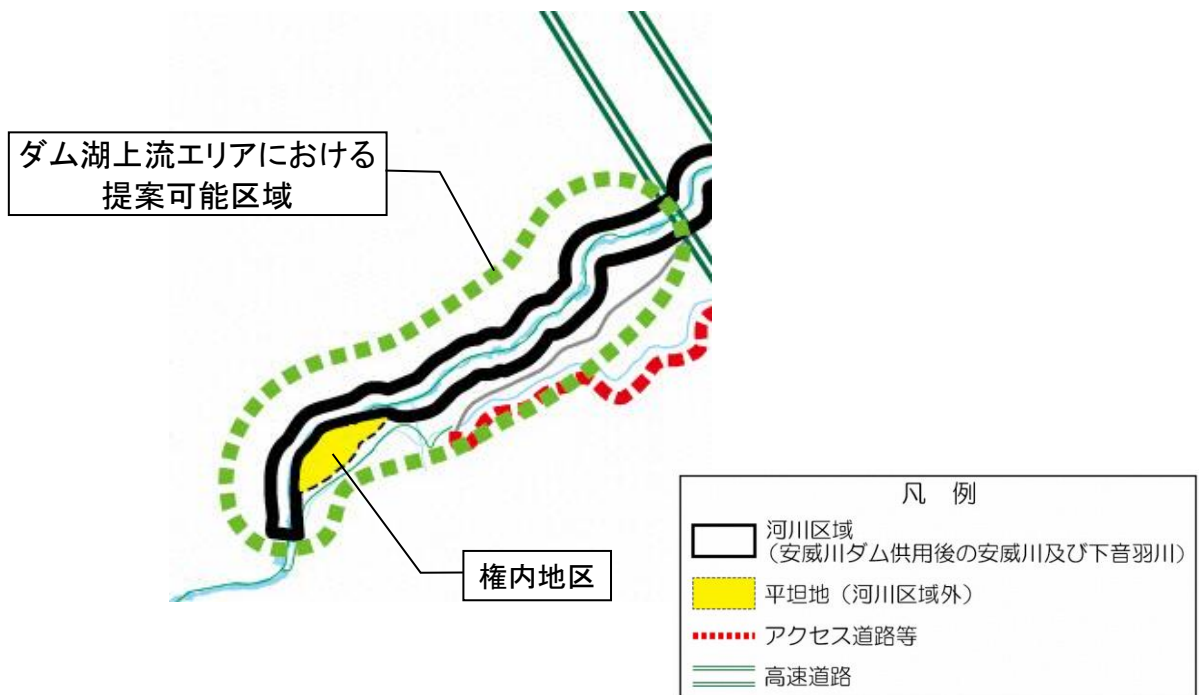 ダム湖上流エリアにおける
提案可能区域
権内地区
凡 例
河川区域
（安威川ダム供用後の安威川及び下音羽川）
平坦地（河川区域外）
アクセス道路等
高速道路